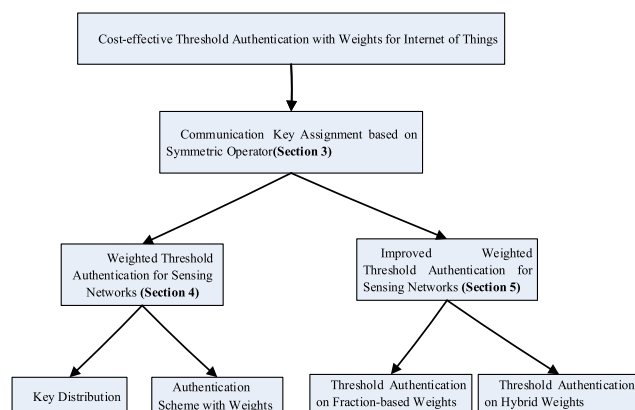 Cost-effective Threshold Authentication with Weights for Internet of Things
Communication Key Assignment based on
Symmetric Operator(Section 3)
Weighted Threshold
Authentication for Sensing
Networks (Section 4)
Improved Weighted
Threshold Authentication for
Sensing Networks (Section 5)
Key Distribution
Authentication
Scheme with Weights
Threshold Authentication
on Fraction-based Weights
Threshold Authentication
on Hybrid Weights